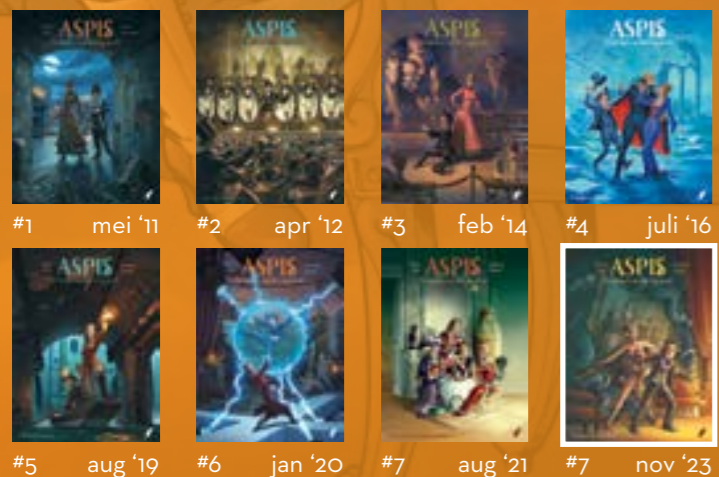 ASPIS
ASPIS
ASPIS
ASPIS
#1 mei ‘11
#2 apr ‘12
#3 feb ‘14
#4 juli ‘16
ASPIS
ASPIS
ASPIS
ASPIS
#5 aug ‘19
#6 jan ‘20
#7 aug ‘21
#7 nov ‘23